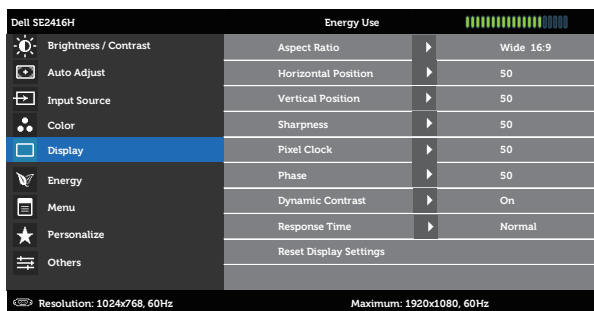 Dell SE2416H Energy Use
Brightness / Contrast
Auto Adjust
Input Source
Color
Display
Energy
Menu
Personalize
Others
Aspect Ratio Wide 16:9
Horizontal Position 50
Vertical Position 50
Sharpness 50
Pixel Clock 50
Phase 50
Dynamic Contrast On
Response Time Normal
Reset Display Settings
Resolution: 1024x768, 60Hz Maximum: 1920x1080, 60Hz